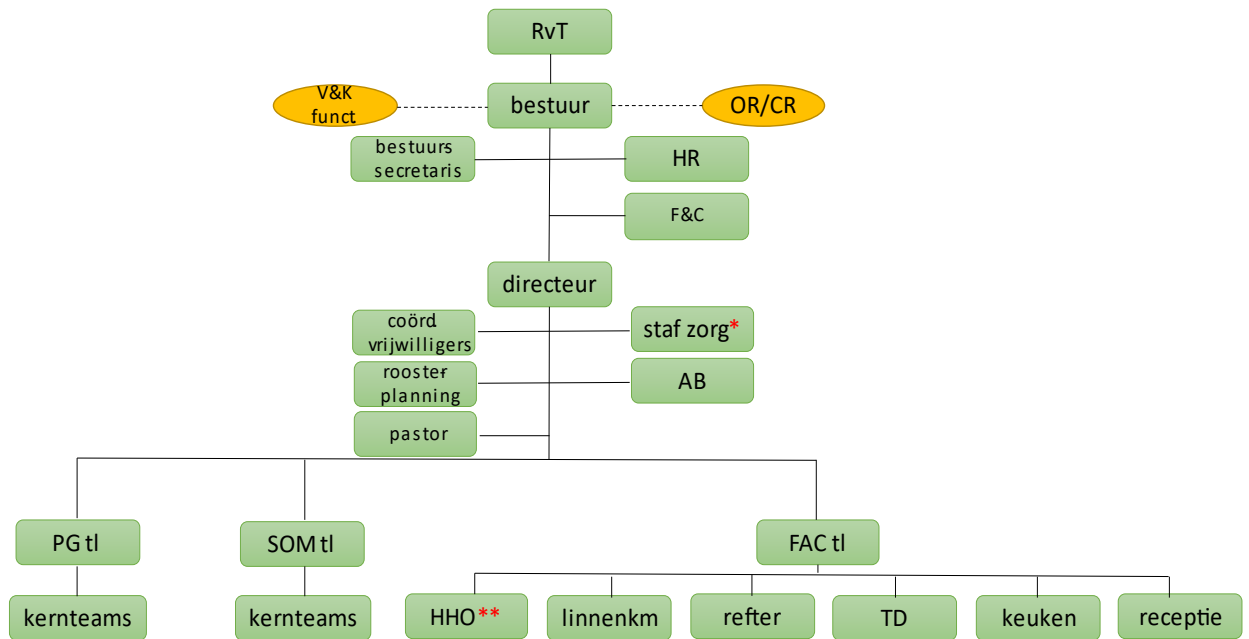 RvT
V&K
funct.
bestuur
OR/CR
bestuurs
secretaris
HR
F&C
directeur
coörd.
vrijwilligers
staf zorg*
rooster
planning
AB
pastor
PG tl
SOM tl
FAC tl
kernteams
kernteams
HHO**
linnenkm
refter
TD
keuken
receptie